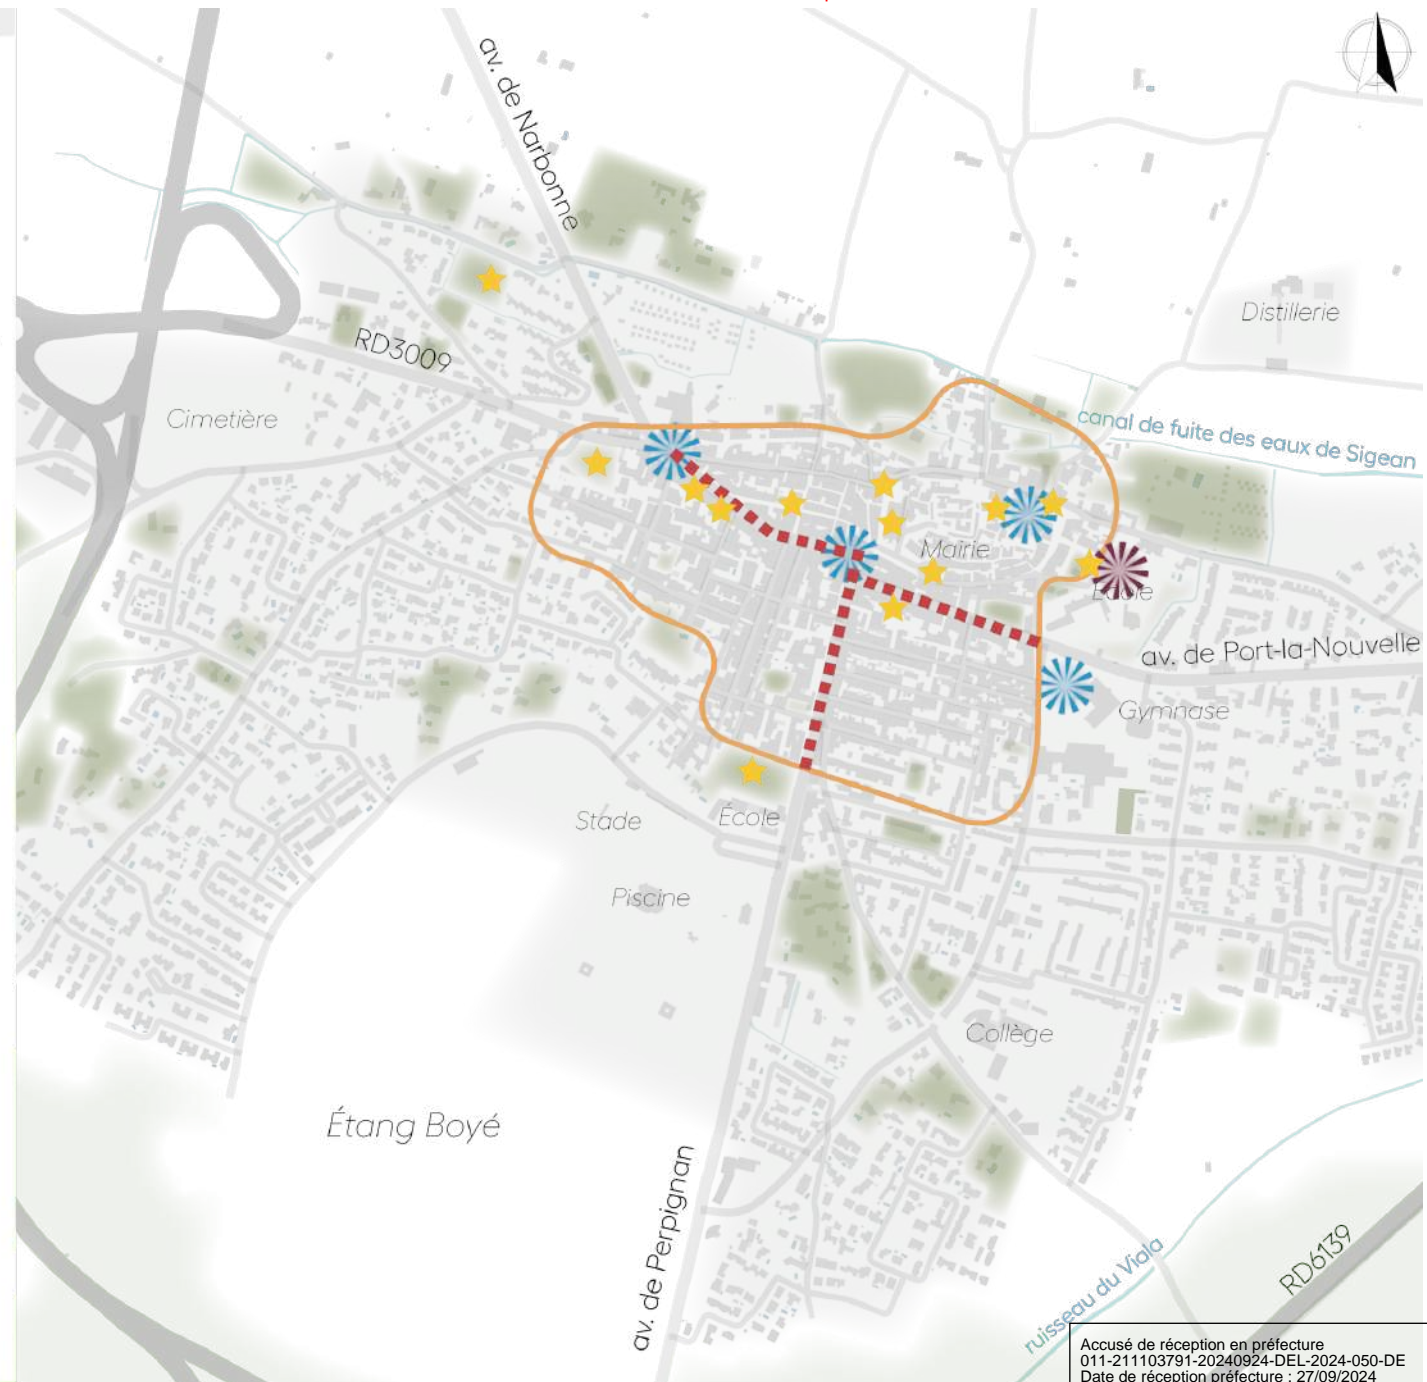 av. de Narbonne
Distillerie
RD3009
Cimetière
canal de fuite des eaux de Sigean
Mairie
École
av. de Port-la-Nouvelle
Gymnase
Stade
École
Piscine
Collège
Étang Boyé
av. de Perpignan
RD6139
ruisseau du Viala
Accusé de réception en préfecture
011-211103791-20240924-DEL-2024-050-DE
Date de réception préfecture : 27/09/2024